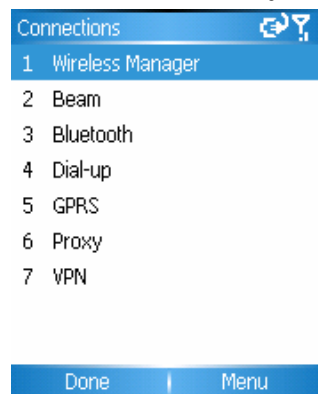 Connections
1 Wireless Manager
2 Beam
3 Bluetooth
4 Dial-up
5 GPRS
6 Proxy
7 VPN
Done Menu